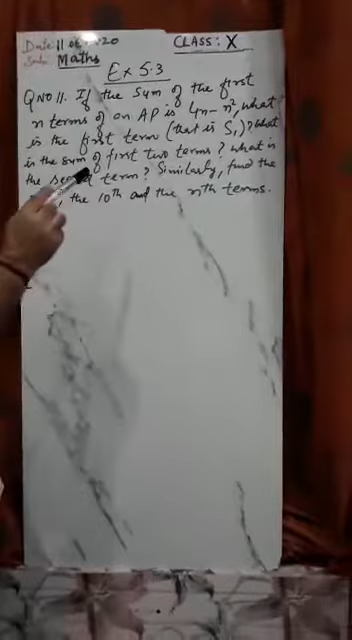 Date: 11 2020
CLASS: X
Sub: Maths
Ex 5.3
Q NO 11. If the sum of the first
n terms of an AP is 4n - n², what
is the first term (that is S₁)? What
is the sum of first two terms? what is
the term? Similarly, find the
, the 10th and the nth terms.